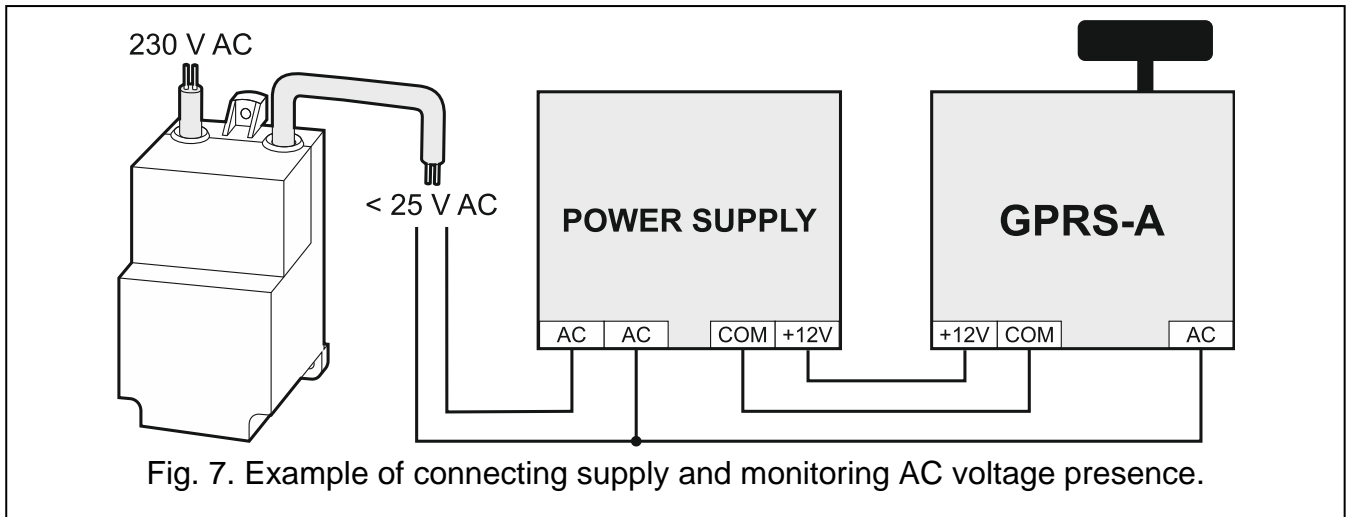 230 V AC
< 25 V AC
POWER SUPPLY
GPRS-A
AC AC COM +12V
+12V COM AC
Fig. 7. Example of connecting supply and monitoring AC voltage presence.